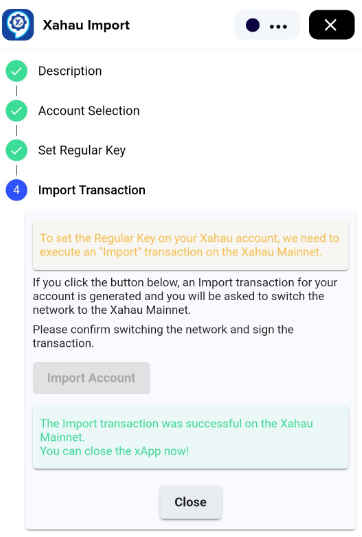 Xahau Import
Description
Account Selection
Set Regular Key
4 Import Transaction
To set the Regular Key on your Xahau account, we need to
execute an "Import" transaction on the Xahau Mainnet.
If you click the button below, an Import transaction for your
account is generated and you will be asked to switch the
network to the Xahau Mainnet.
Please confirm switching the network and sign the
transaction.
Import Account
The Import transaction was successful on the Xahau
Mainnet.
You can close the xApp now!
Close